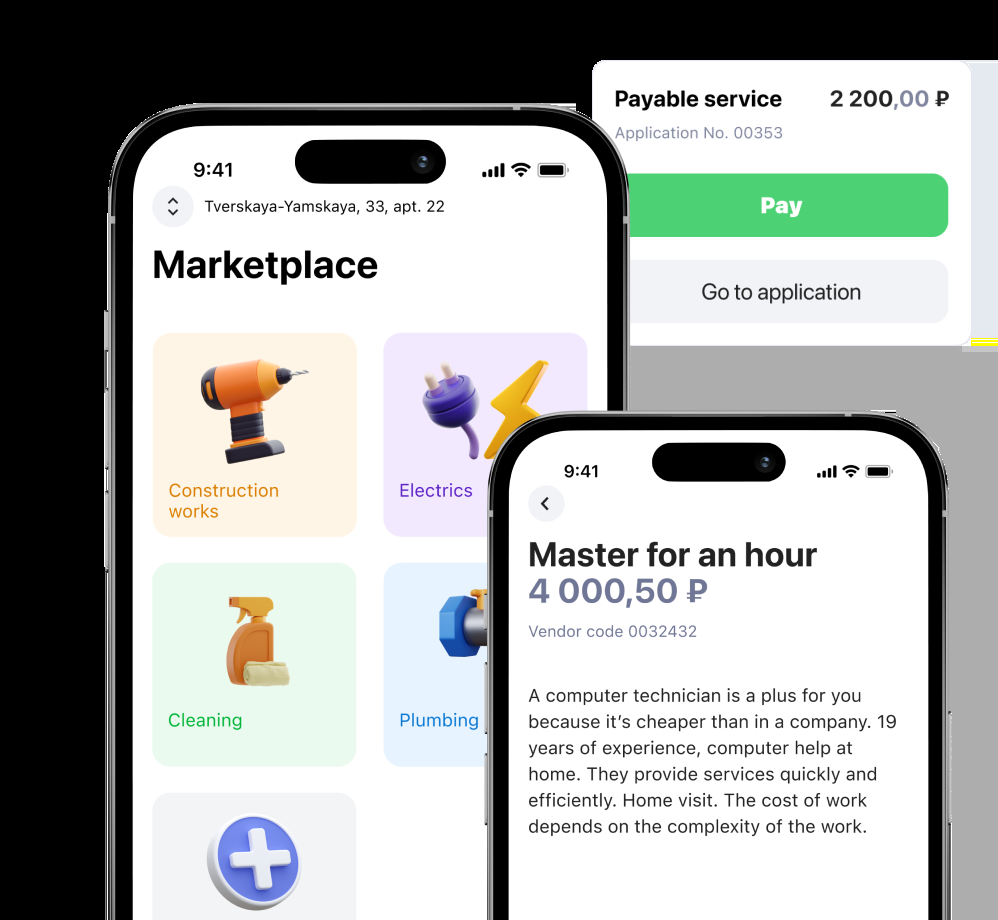 Payable service 2 200,00 ₽
Application No. 00353
Pay
Go to application
9:41
Tverskaya-Yamskaya, 33, apt. 22
Marketplace
Construction
works
Electrics
Cleaning
Plumbing
9:41
Master for an hour
4 000,50 ₽
Vendor code 0032432
A computer technician is a plus for you
because it’s cheaper than in a company. 19
years of experience, computer help at
home. They provide services quickly and
efficiently. Home visit. The cost of work
depends on the complexity of the work.